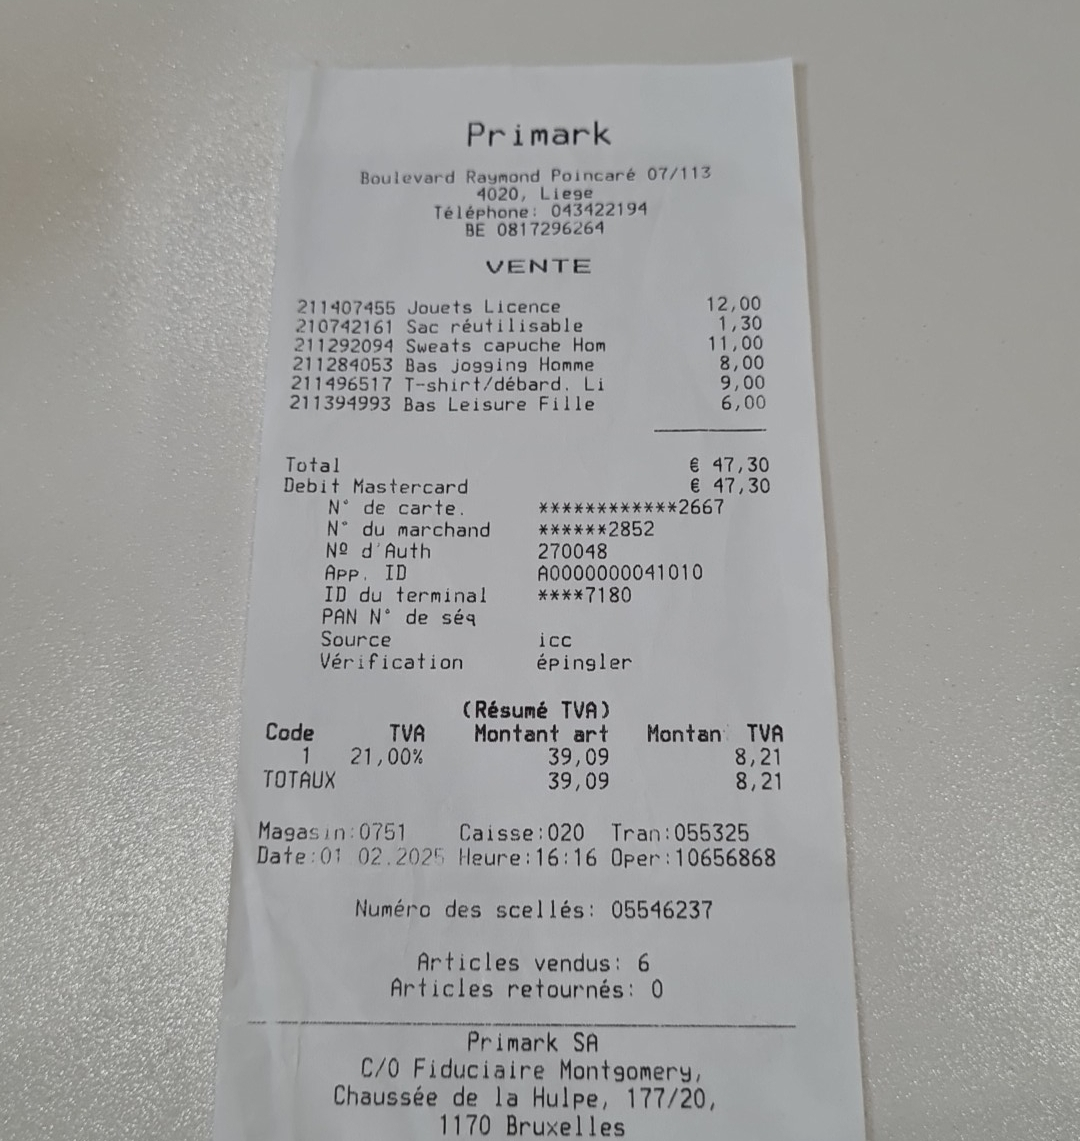 Primark
Boulevard Raymond Poincaré 07/113
4020, Liege
Téléphone: 043422194
BE 0817296264
VENTE
211407455 Jouets Licence 12,00
210742161 Sac réutilisable 1,30
211292094 Sweats capuche Hom 11,00
211284053 Bas jogging Homme 8,00
211496517 T-shirt/débard. Li 9,00
211394993 Bas Leisure Fille 6,00
Total € 47,30
Debit Mastercard € 47,30
N° de carte. ************2667
N° du marchand ******2852
Nº d'Auth 270048
App. ID A0000000041010
ID du terminal ****7180
PAN N° de séq
Source icc
Vérification épingler
(Résumé TVA)
Code TVA Montant art Montan TVA
1 21,00% 39,09 8,21
TOTAUX 39,09 8,21
Magasin:0751 Caisse:020 Tran:055325
Date:01 02.2025 Heure:16:16 Oper:10656868
Numéro des scellés: 05546237
Articles vendus: 6
Articles retournés: 0
Primark SA
C/O Fiduciaire Montgomery,
Chaussée de la Hulpe, 177/20,
1170 Bruxelles